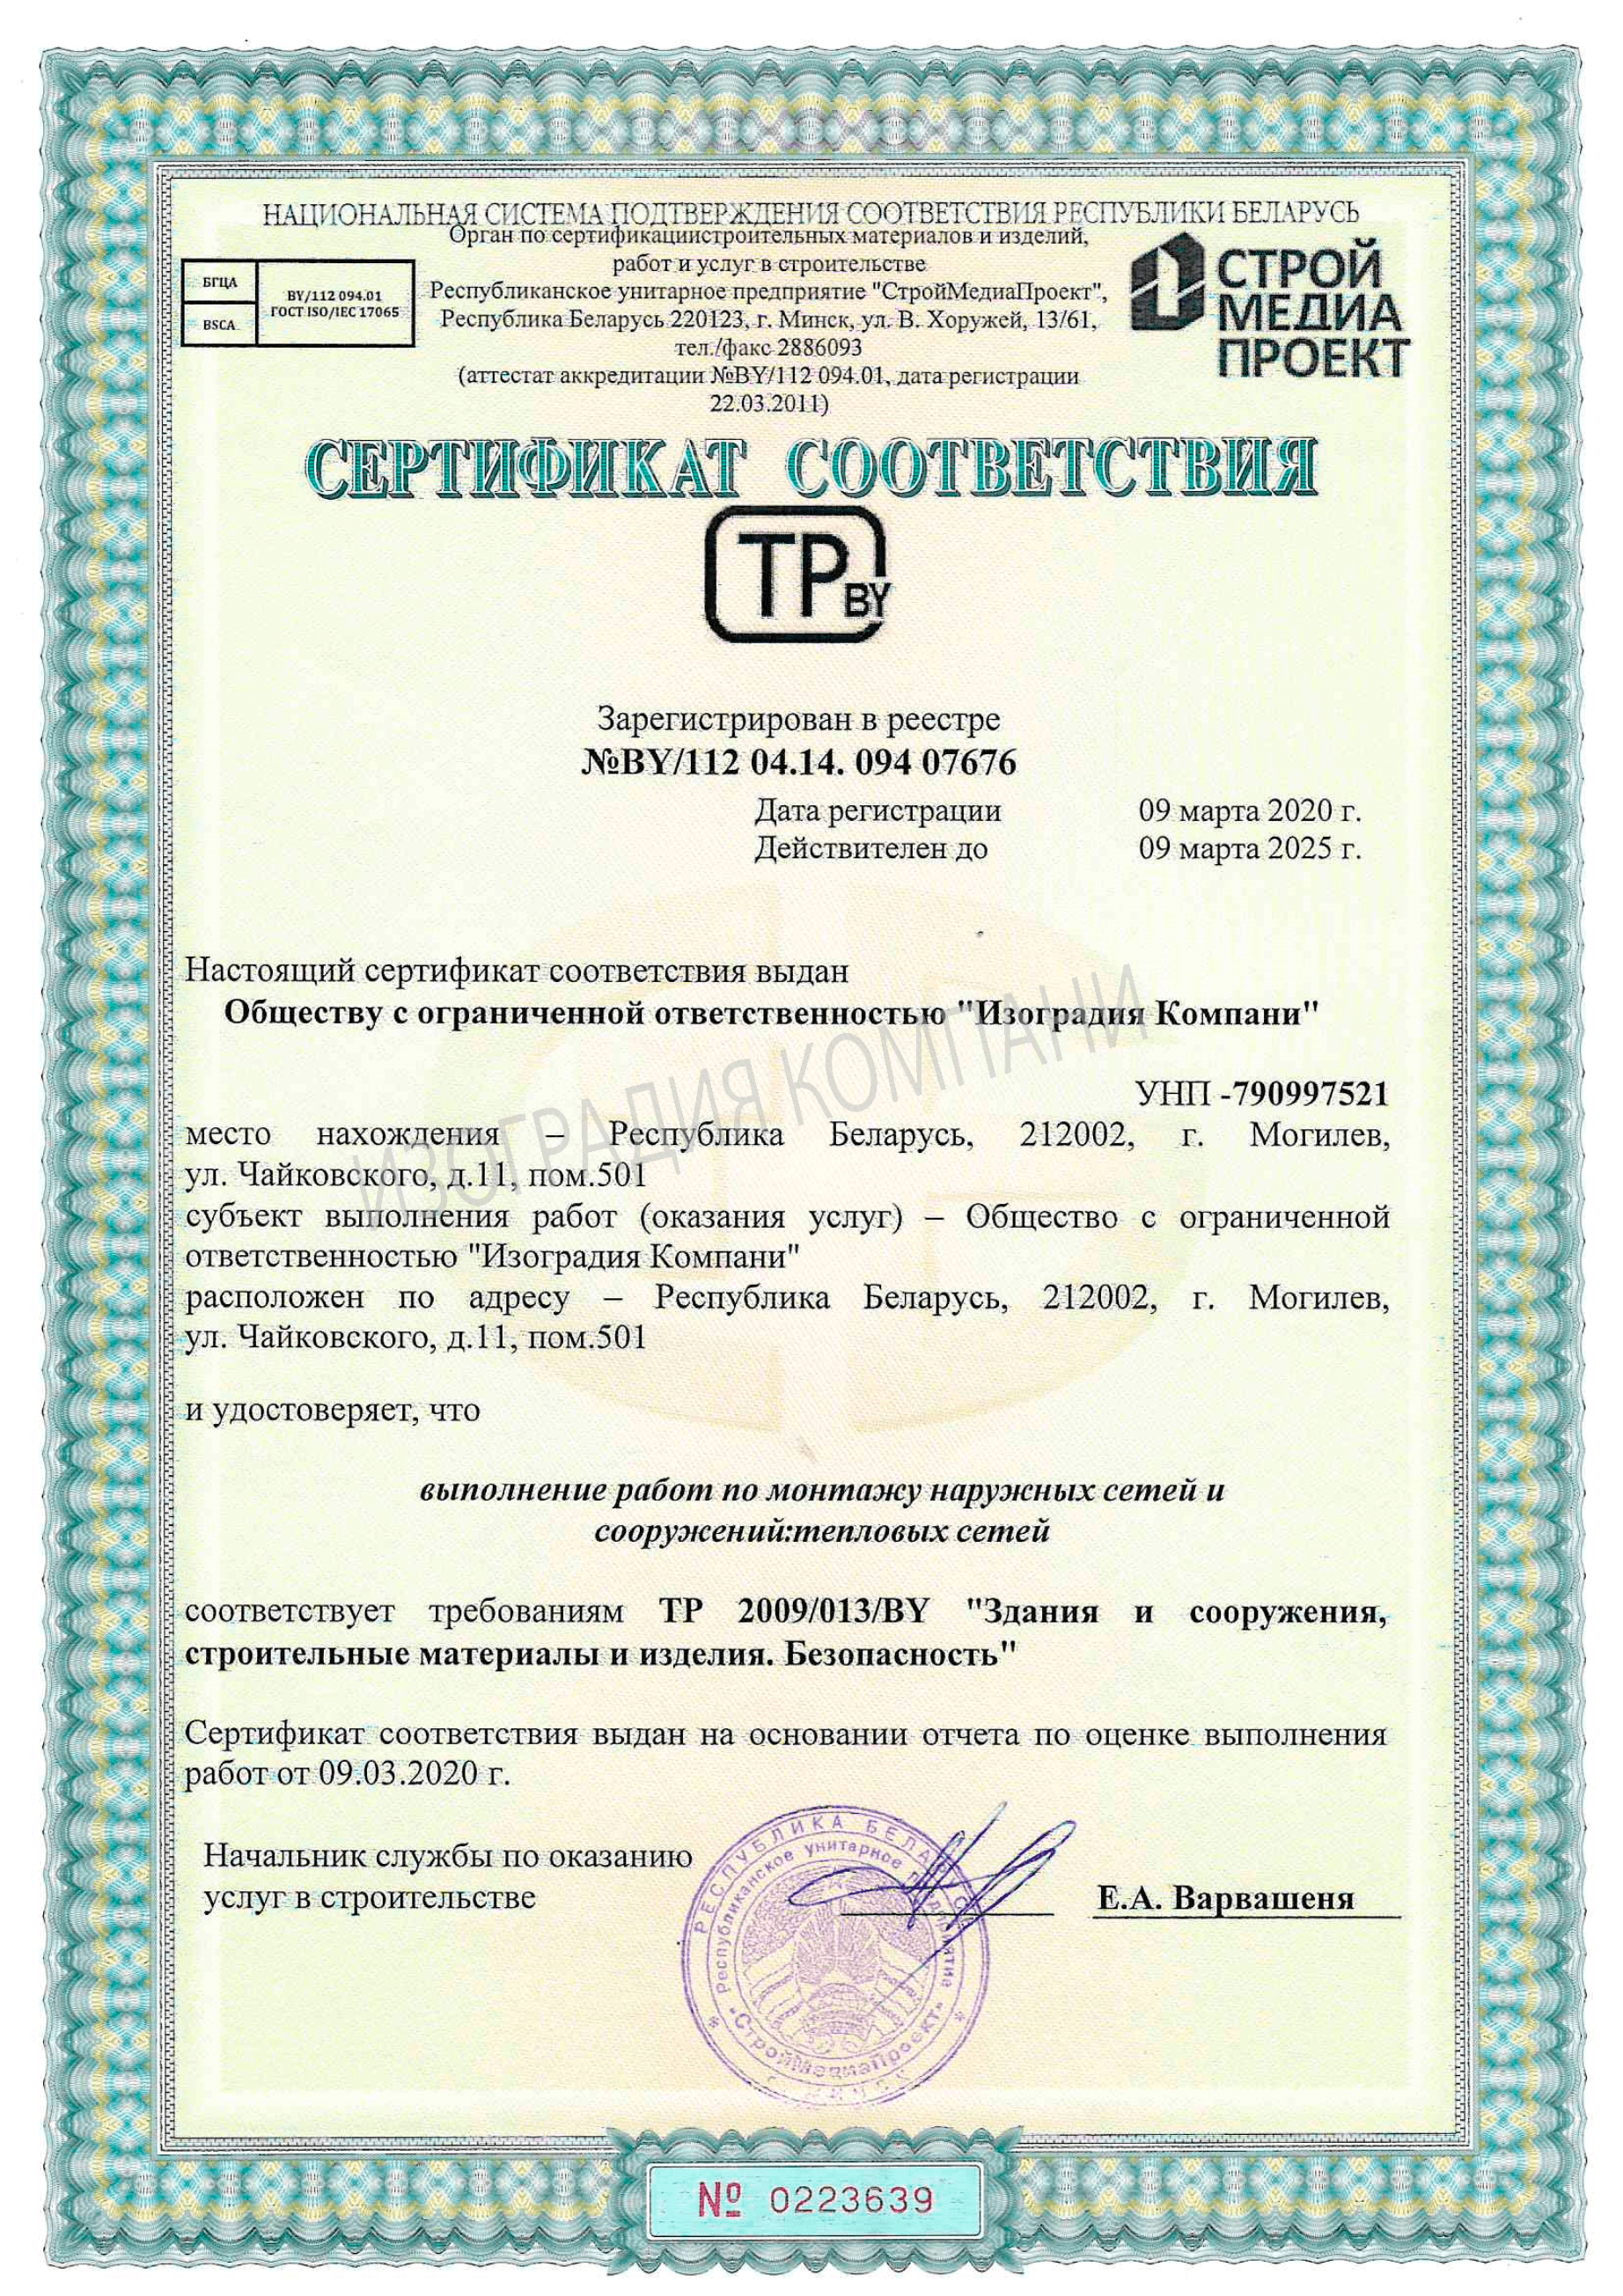 НАЦИОНАЛЬНАЯ СИСТЕМА ПОДТВЕРЖДЕНИЯ СООТВЕТСТВИЯ РЕСПУБЛИКИ БЕЛАРУСЬ
Орган по сертификациистроительных материалов и изделий,
работ и услуг в строительстве
Республиканское унитарное предприятие "СтройМедиаПроект",
Республика Беларусь 220123, г. Минск, ул. В. Хоружей, 13/61,
тел./факс 2886093
(аттестат аккредитации №BY/112 094.01, дата регистрации
22.03.2011)
БГЦА
BSCA
BY/112 094.01
ГОСТ ISO/IEC 17065
СТРОЙ
МЕДИА
ПРОЕКТ
СЕРТИФИКАТ СООТВЕТСТВИЯ
ТР BY
Зарегистрирован в реестре
№BY/112 04.14. 094 07676
Дата регистрации 09 марта 2020 г.
Действителен до 09 марта 2025 г.
Настоящий сертификат соответствия выдан
Обществу с ограниченной ответственностью "Изоградия Компани"
ИЗОГРАДИЯ КОМПАНИ
УНП -790997521
место нахождения – Республика Беларусь, 212002, г. Могилев,
ул. Чайковского, д.11, пом.501
субъект выполнения работ (оказания услуг) – Общество с ограниченной
ответственностью "Изоградия Компани"
расположен по адресу – Республика Беларусь, 212002, г. Могилев,
ул. Чайковского, д.11, пом.501
и удостоверяет, что
выполнение работ по монтажу наружных сетей и
сооружений:тепловых сетей
соответствует требованиям ТР 2009/013/BY "Здания и сооружения,
строительные материалы и изделия. Безопасность"
Сертификат соответствия выдан на основании отчета по оценке выполнения
работ от 09.03.2020 г.
Начальник службы по оказанию
услуг в строительстве
Е.А. Варвашеня
РЕСПУБЛИКА БЕЛАРУСЬ
Республиканское унитарное предприятие
"СтройМедиаПроект"
№ 0223639